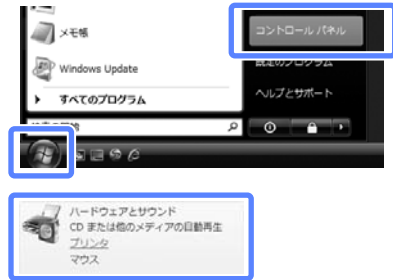 メモ帳
コントロール パネル
Windows Update
既定のプログラム
すべてのプログラム
ヘルプとサポート
ハードウェアとサウンド
CD または他のメディアの自動再生
プリンタ
マウス